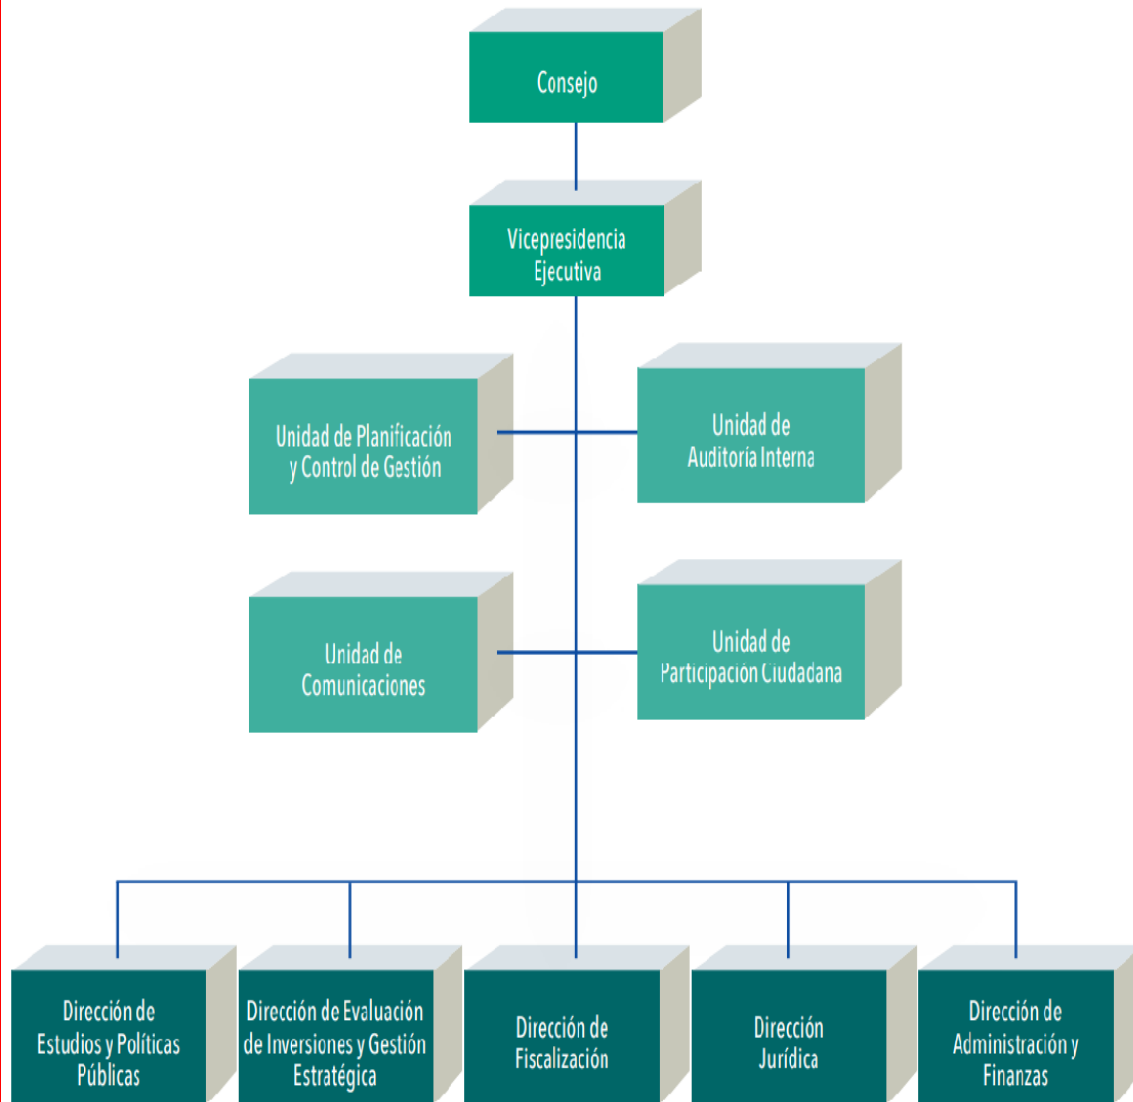 Consejo
Vicepresidencia
Ejecutiva
Unidad de Planificación
y Control de Gestión
Unidad de
Auditoría Interna
Unidad de
Comunicaciones
Unidad de
Participación Ciudadana
Dirección de
Estudios y Políticas
Públicas
Dirección de Evaluación
de Inversiones y Gestión
Estratégica
Dirección de
Fiscalización
Dirección
Jurídica
Dirección de
Administración y
Finanzas